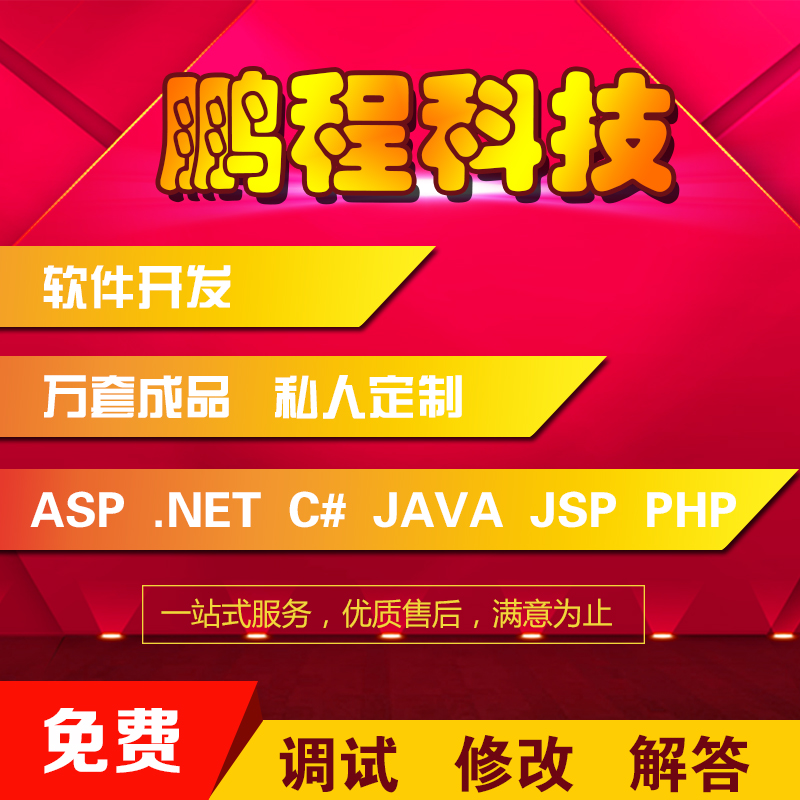 鹏程科技
软件开发
万套成品 私人定制
ASP .NET C# JAVA JSP PHP
一站式服务，优质售后，满意为止
免费
调试 修改 解答